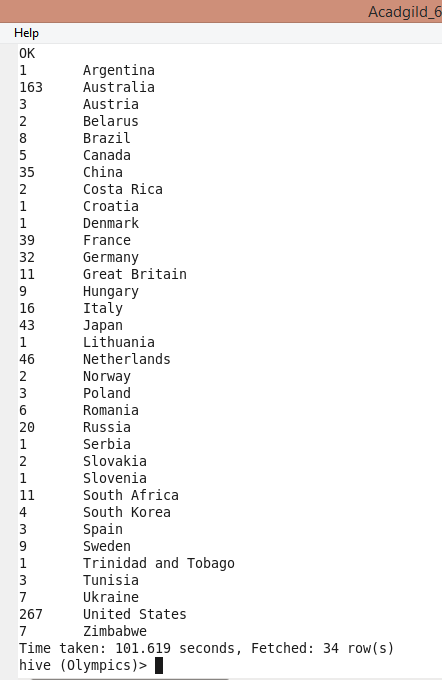 Acadgild_6
Help
OK
1 Argentina
163 Australia
3 Austria
2 Belarus
8 Brazil
5 Canada
35 China
2 Costa Rica
1 Croatia
1 Denmark
39 France
32 Germany
11 Great Britain
9 Hungary
16 Italy
43 Japan
1 Lithuania
46 Netherlands
2 Norway
3 Poland
6 Romania
20 Russia
1 Serbia
2 Slovakia
1 Slovenia
11 South Africa
4 South Korea
3 Spain
9 Sweden
1 Trinidad and Tobago
3 Tunisia
7 Ukraine
267 United States
7 Zimbabwe
Time taken: 101.619 seconds, Fetched: 34 row(s)
hive (Olympics)>